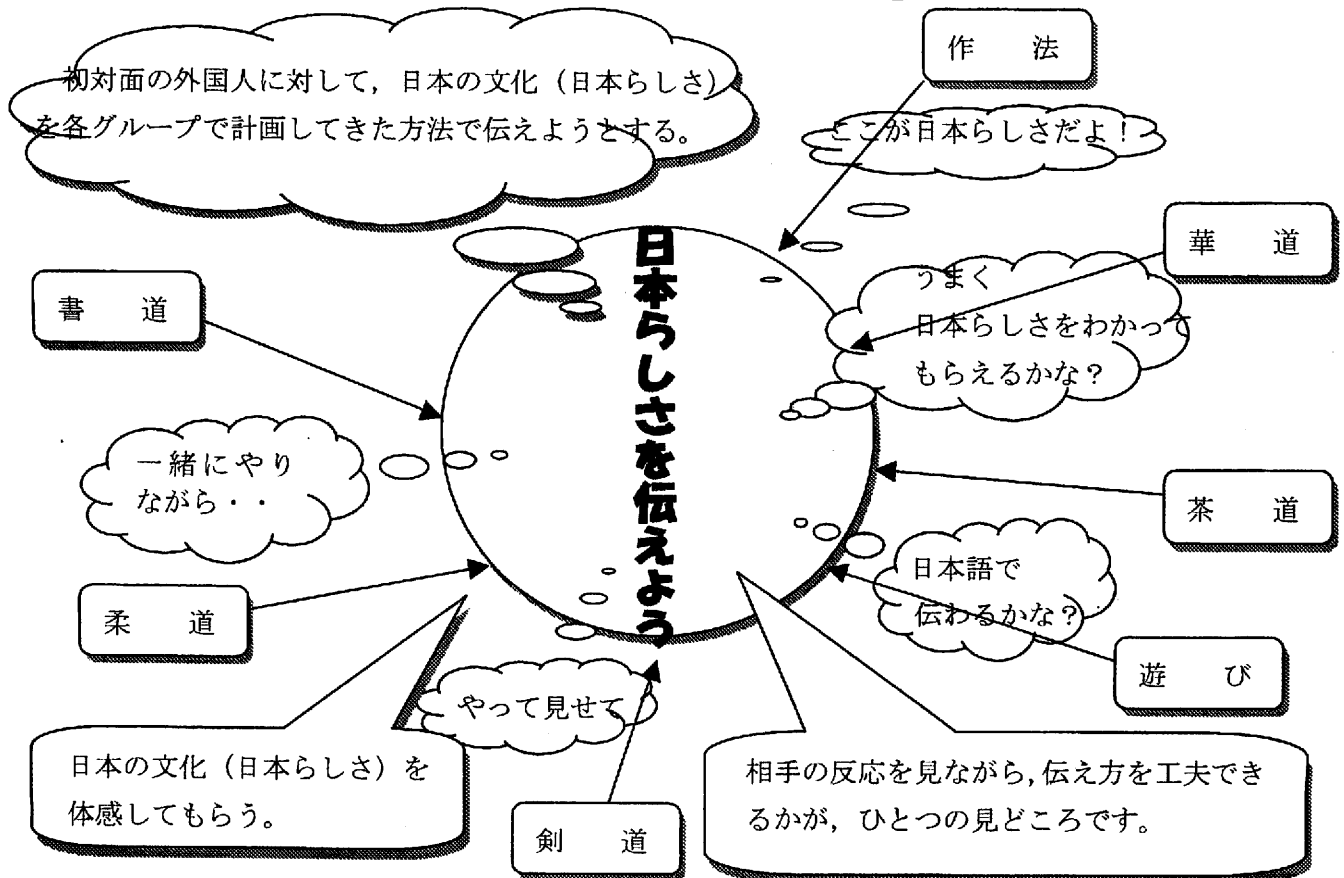 初対面の外国人に対して，日本の文化（日本らしさ）
を各グループで計画してきた方法で伝えようとする。
作　法
ここが日本らしさだよ！
華　道
うまく
日本らしさをわかって
もらえるかな？
書　道
日本らしさを伝えよう
一緒にやり
ながら・・
茶　道
日本語で
伝わるかな？
柔　道
遊　び
やって見せて
日本の文化（日本らしさ）を
体感してもらう。
剣　道
相手の反応を見ながら，伝え方を工夫でき
るかが，ひとつの見どころです。